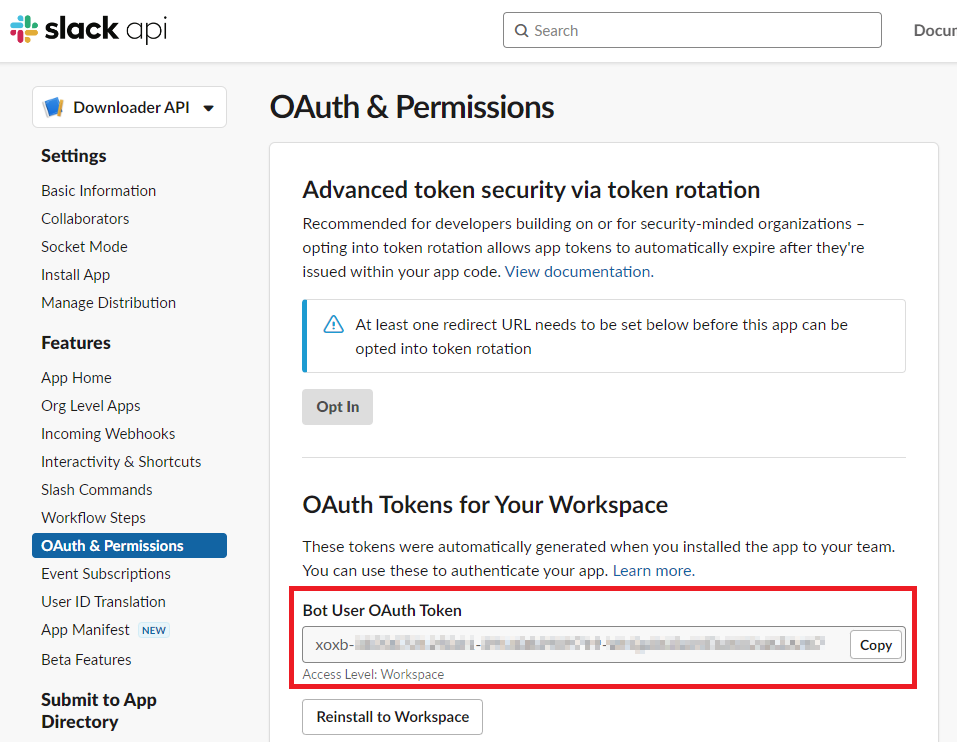 slack api
Search
Docum
Downloader API
OAuth & Permissions
Settings
Basic Information
Collaborators
Socket Mode
Install App
Manage Distribution
Features
App Home
Org Level Apps
Incoming Webhooks
Interactivity & Shortcuts
Slash Commands
Workflow Steps
OAuth & Permissions
Event Subscriptions
User ID Translation
App Manifest NEW
Beta Features
Submit to App
Directory
Advanced token security via token rotation
Recommended for developers building on or for security-minded organizations –
opting into token rotation allows app tokens to automatically expire after they're
issued within your app code. View documentation.
At least one redirect URL needs to be set below before this app can be
opted into token rotation
Opt In
OAuth Tokens for Your Workspace
These tokens were automatically generated when you installed the app to your team.
You can use these to authenticate your app. Learn more.
Bot User OAuth Token
xoxb-
Copy
Access Level: Workspace
Reinstall to Workspace